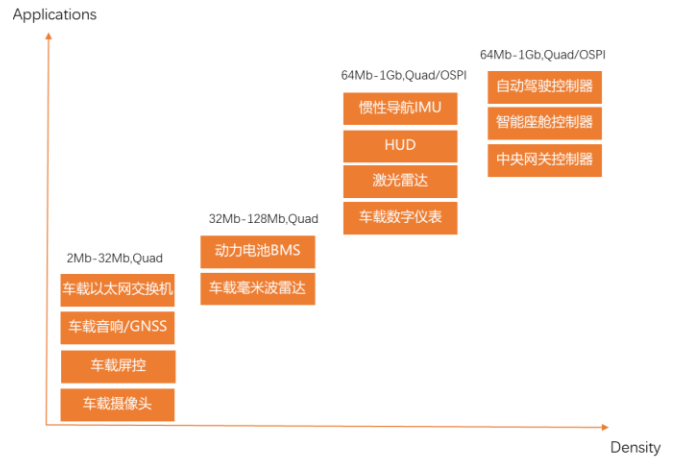 Applications
64Mb-1Gb,Quad/OSPI
自动驾驶控制器
智能座舱控制器
中央网关控制器
64Mb-1Gb,Quad/OSPI
惯性导航IMU
HUD
激光雷达
车载数字仪表
32Mb-128Mb,Quad
动力电池BMS
车载毫米波雷达
2Mb-32Mb,Quad
车载以太网交换机
车载音响/GNSS
车载屏控
车载摄像头
Density